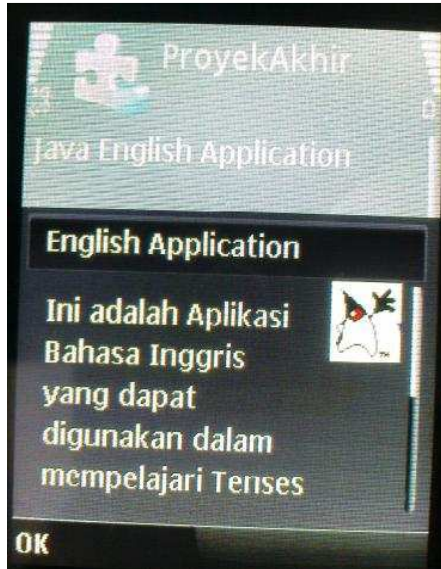 ProyekAkhir
Java English Application
English Application
Ini adalah Aplikasi
Bahasa Inggris
yang dapat
digunakan dalam
mempelajari Tenses
OK